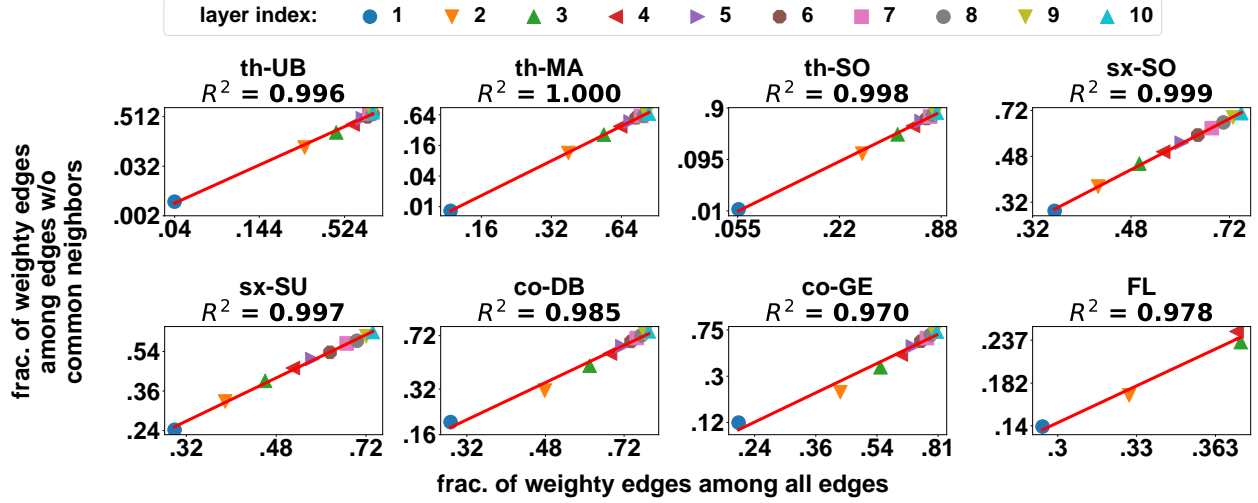 layer index: 1 2 3 4 5 6 7 8 9 10
frac. of weighty edges
among edges w/o
common neighbors
th-UB
R² = 0.996
.512
.032
.002
.04 .144 .524
th-MA
R² = 1.000
.64
.16
.04
.01
.16 .32 .64
th-SO
R² = 0.998
.9
.095
.01
.055 .22 .88
sx-SO
R² = 0.999
.72
.48
.32
.32 .48 .72
sx-SU
R² = 0.997
.54
.36
.24
.32 .48 .72
co-DB
R² = 0.985
.72
.32
.16
.32 .48 .72
co-GE
R² = 0.970
.75
.3
.12
.24 .36 .54 .81
FL
R² = 0.978
.237
.182
.14
.3 .33 .363
frac. of weighty edges among all edges